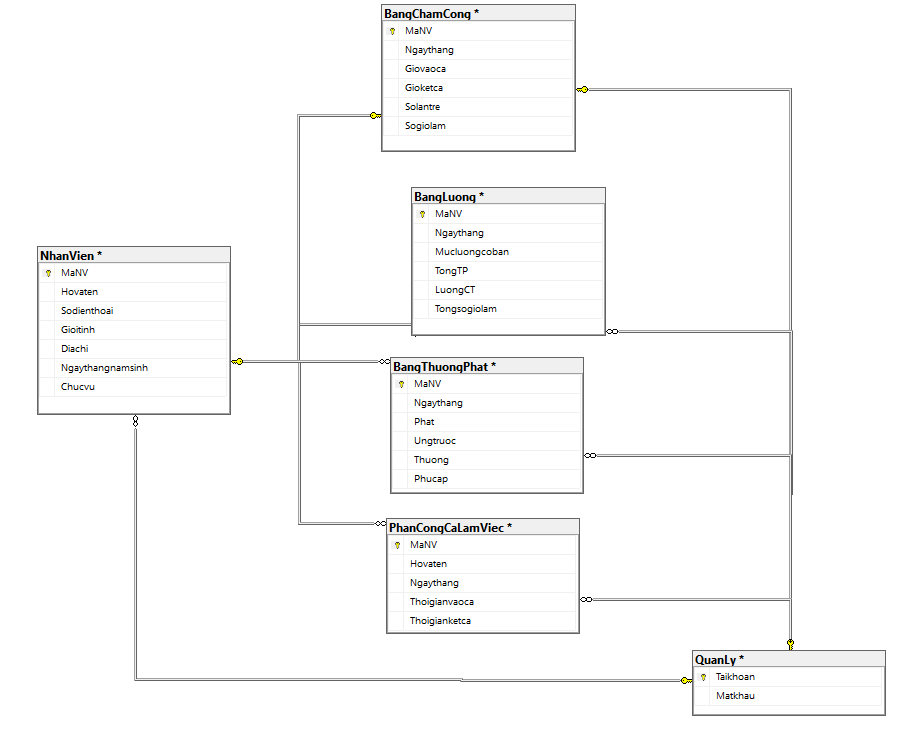 BangChamCong *
MaNV
Ngaythang
Giovaoca
Gioketca
Solantre
Sogiolam
BangLuong *
MaNV
Ngaythang
Mucluongcoban
TongTP
LuongCT
Tongsogiolam
NhanVien *
MaNV
Hovaten
Sodienthoai
Gioitinh
Diachi
Ngaythangnamsinh
Chucvu
BangThuongPhat *
MaNV
Ngaythang
Phat
Ungtruoc
Thuong
Phucap
PhanCongCaLamViec *
MaNV
Hovaten
Ngaythang
Thoigianvaoca
Thoigianketca
QuanLy *
Taikhoan
Matkhau